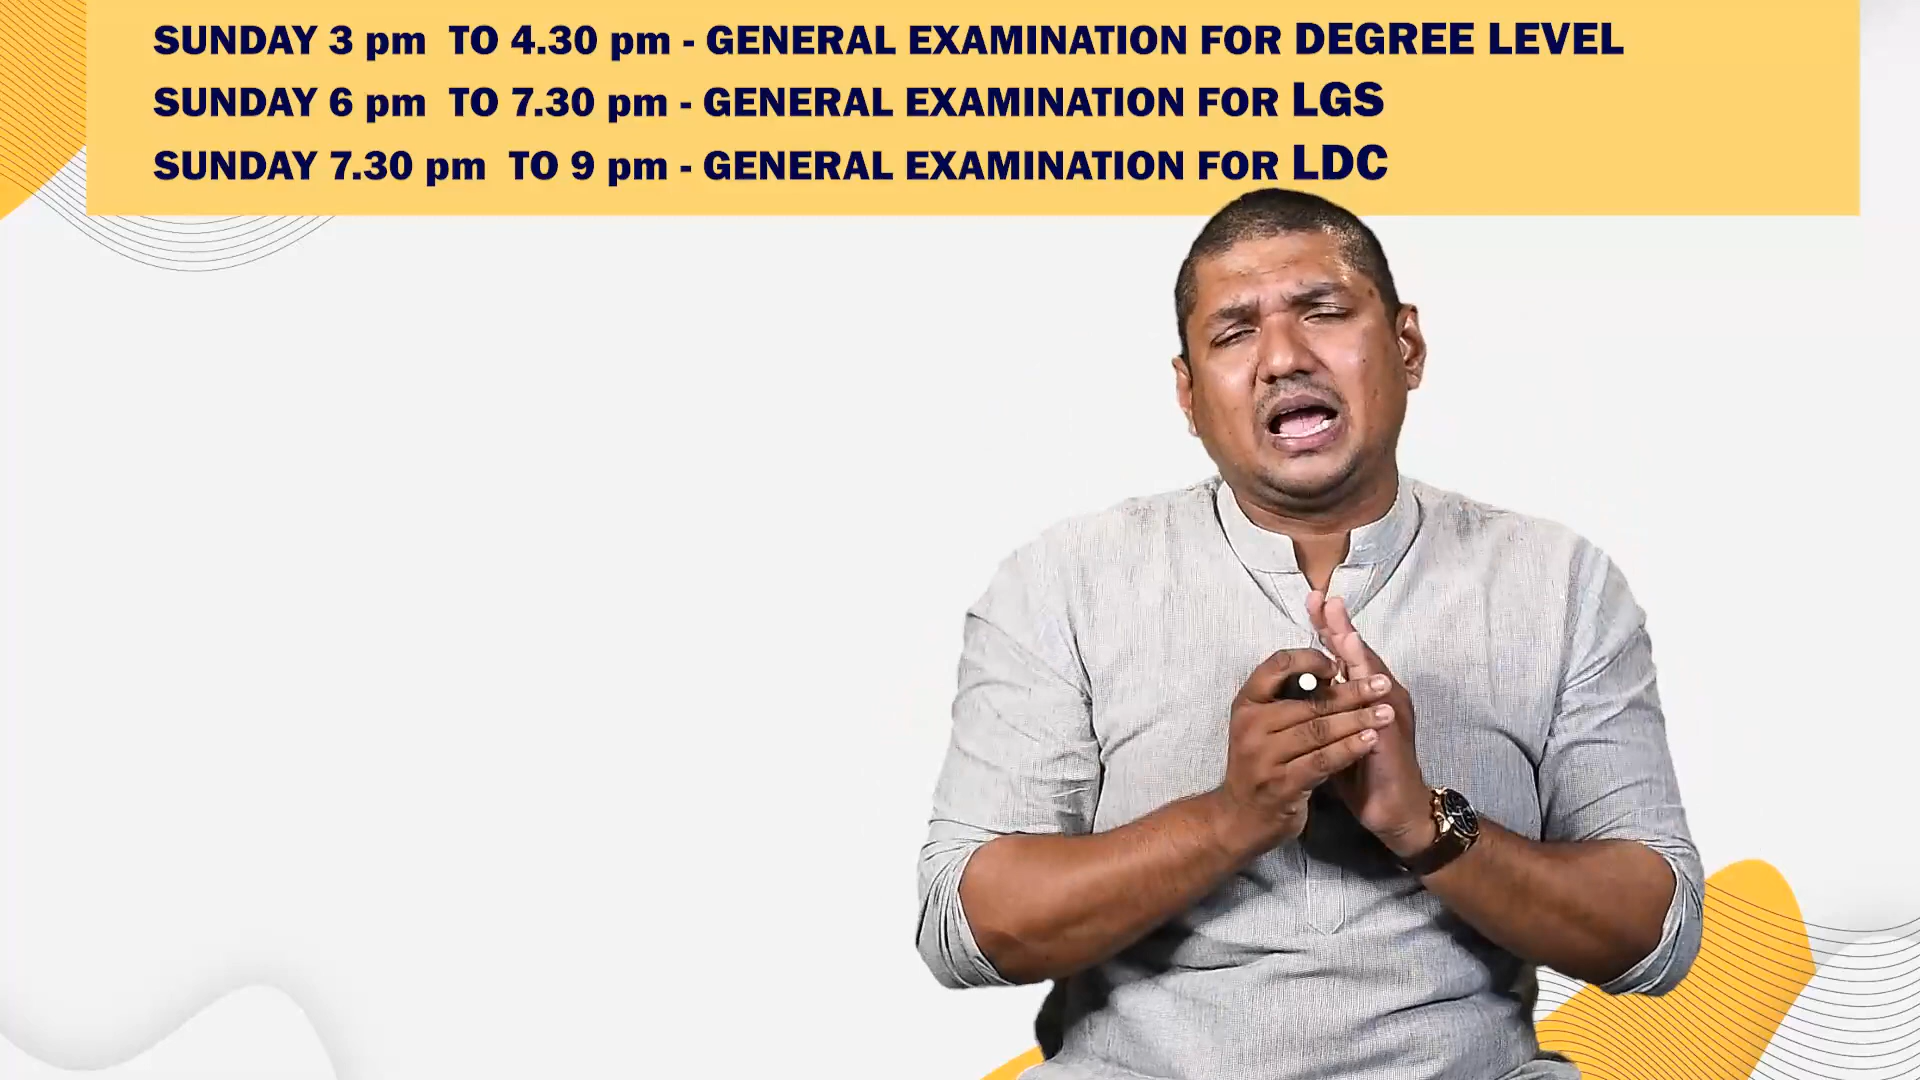 SUNDAY 3 pm TO 4.30 pm - GENERAL EXAMINATION FOR DEGREE LEVEL
SUNDAY 6 pm TO 7.30 pm - GENERAL EXAMINATION FOR LGS
SUNDAY 7.30 pm TO 9 pm - GENERAL EXAMINATION FOR LDC